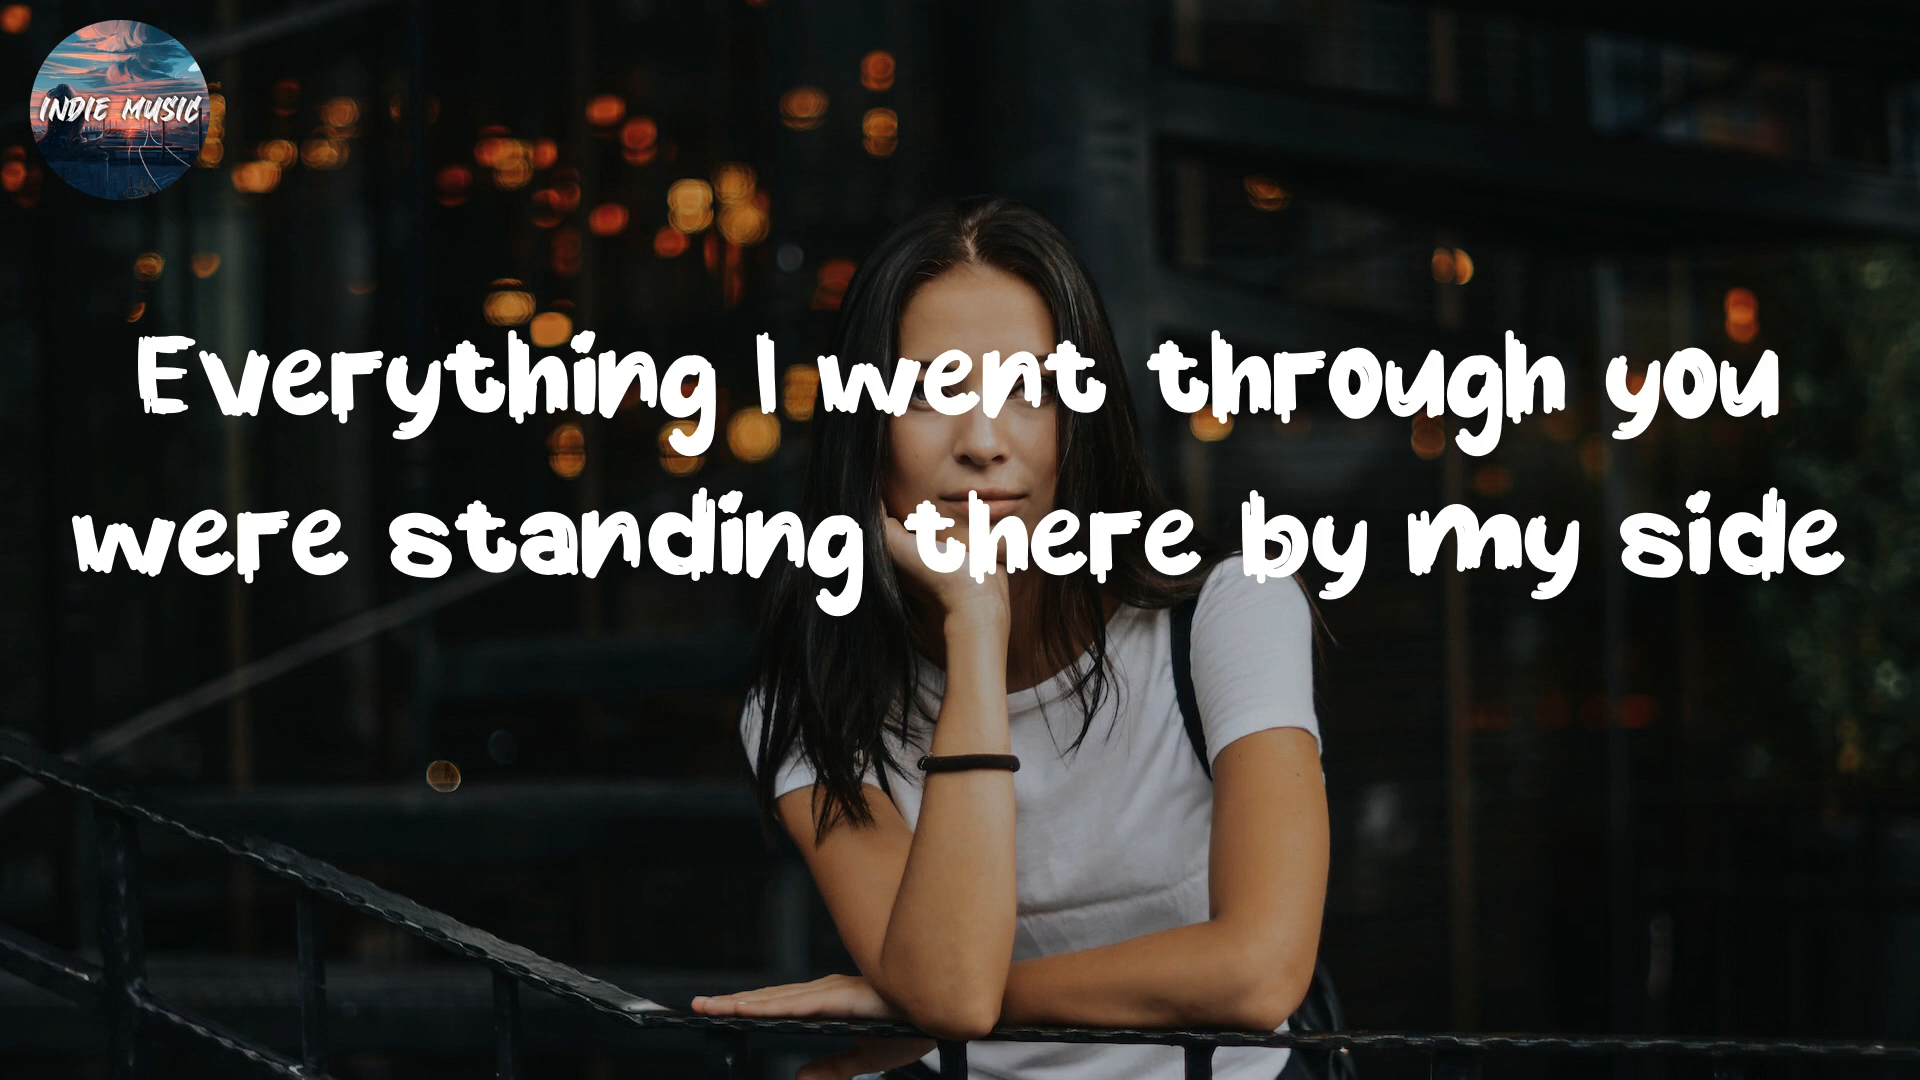 INDIE MUSIC
Everything I went through you
were standing there by my side